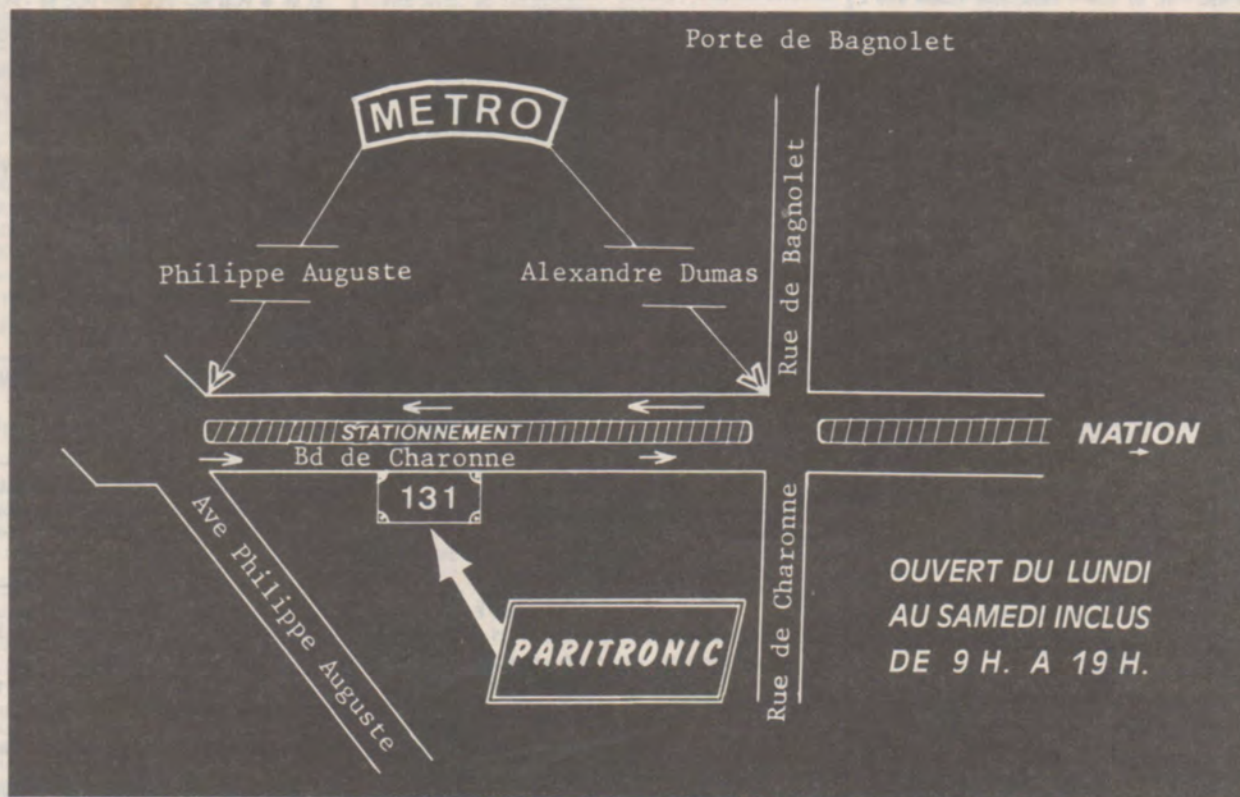 Porte de Bagnolet
METRO
Philippe Auguste
Alexandre Dumas
Rue de Bagnolet
STATIONNEMENT
NATION
Bd de Charonne
131
Ave Philippe Auguste
PARITRONIC
Rue de Charonne
OUVERT DU LUNDI
AU SAMEDI INCLUS
DE 9 H. A 19 H.